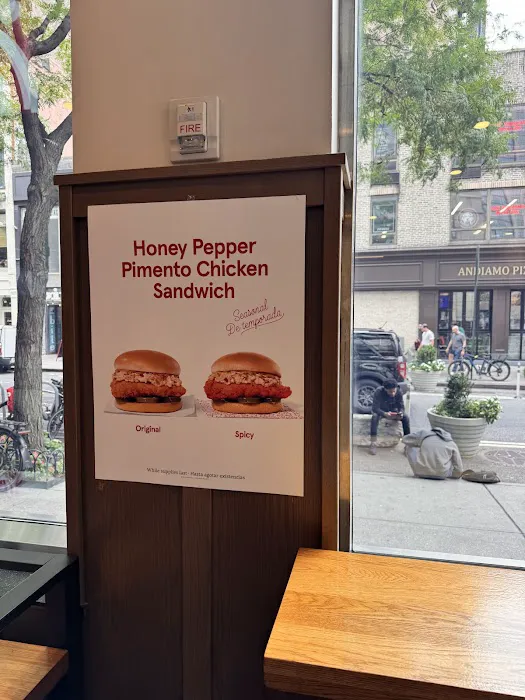 FIRE
Honey Pepper
Pimento Chicken
Sandwich
Seasonal
De temporada
Original
Spicy
While supplies last · Hasta agotar existencias
ANDIAMO PI